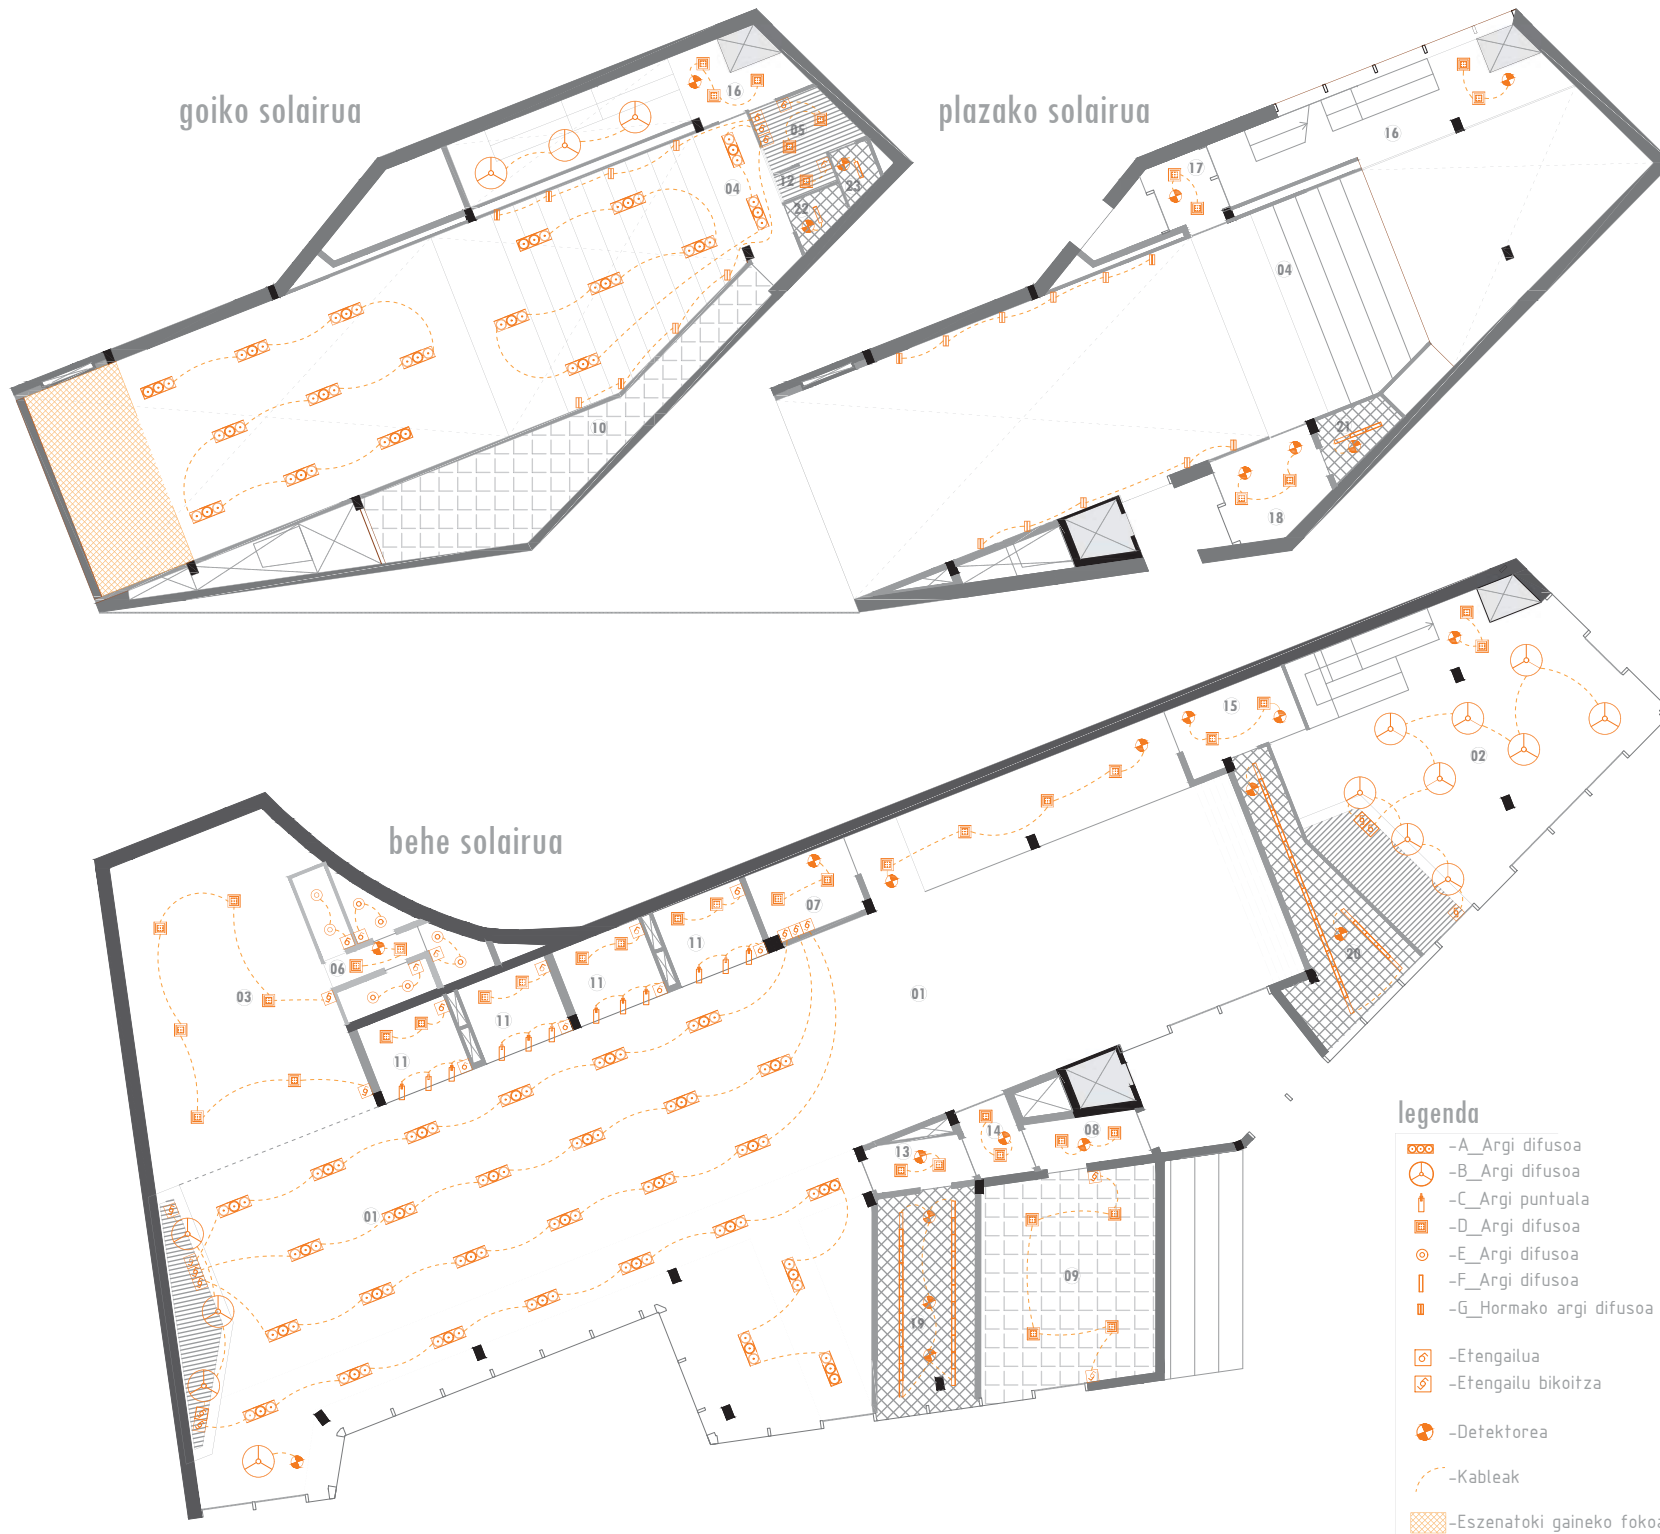 goiko solairua
plazako solairua
16
05
12
04
23
22
10
16
17
04
21
18
behe solairua
15
02
07
11
06
03
11
11
11
01
20
14
08
13
01
09
19
legenda
-A_Argi difusoa
-B_Argi difusoa
-C_Argi puntuala
-D_Argi difusoa
-E_Argi difusoa
-F_Argi difusoa
-G_Hormako argi difusoa
-Etengailua
-Etengailu bikoitza
-Detektorea
-Kableak
-Eszenatoki gaineko fokoa